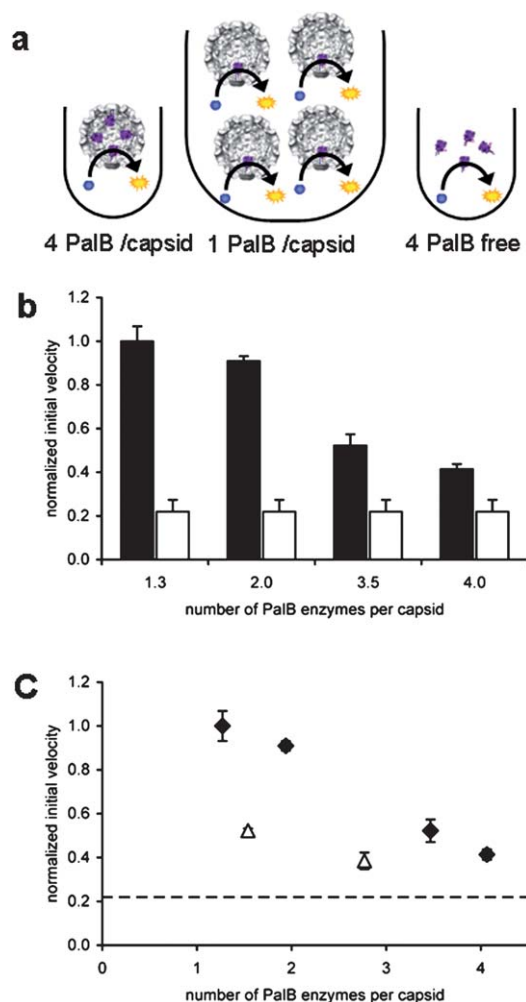 a
4 PalB /capsid 1 PalB /capsid 4 PalB free
b
normalized initial velocity
1.2
1.0
0.8
0.6
0.4
0.2
0.0
1.3 2.0 3.5 4.0
number of PalB enzymes per capsid
C
normalized initial velocity
1.2
1.0
0.8
0.6
0.4
0.2
0.0
0 1 2 3 4
number of PalB enzymes per capsid